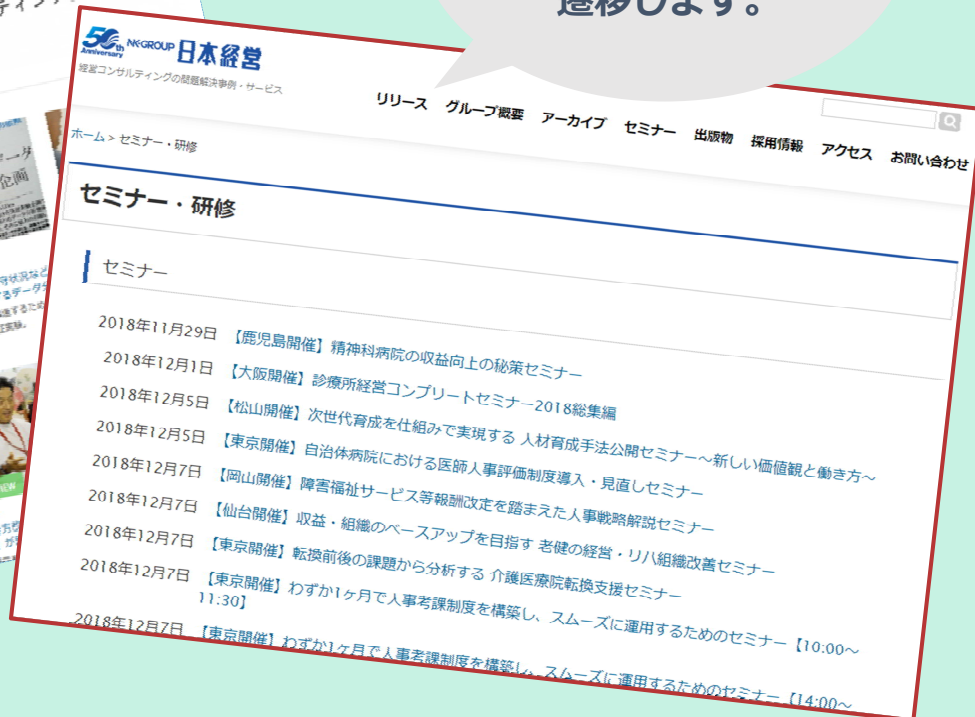 遷移します。
50th Anniversary NKGROUP 日本経営
経営コンサルティングの問題解決事例・サービス
リリース グループ概要 アーカイブ セミナー 出版物 採用情報 アクセス お問い合わせ
ホーム > セミナー・研修
セミナー・研修
セミナー
2018年11月29日 【鹿児島開催】精神科病院の収益向上の秘策セミナー
2018年12月1日 【大阪開催】診療所経営コンプリートセミナー2018総集編
2018年12月5日 【松山開催】次世代育成を仕組みで実現する 人材育成手法公開セミナー～新しい価値観と働き方～
2018年12月5日 【東京開催】自治体病院における医師人事評価制度導入・見直しセミナー
2018年12月7日 【岡山開催】障害福祉サービス等報酬改定を踏まえた人事戦略解説セミナー
2018年12月7日 【仙台開催】収益・組織のベースアップを目指す 老健の経営・リハ組織改善セミナー
2018年12月7日 【東京開催】転換前後の課題から分析する 介護医療院転換支援セミナー
2018年12月7日 【東京開催】わずか1ヶ月で人事考課制度を構築し、スムーズに運用するためのセミナー【10:00～
11:30】
2018年12月7日 【東京開催】わずか1ヶ月で人事考課制度を構築し、スムーズに運用するためのセミナー【14:00～
企画
NEW